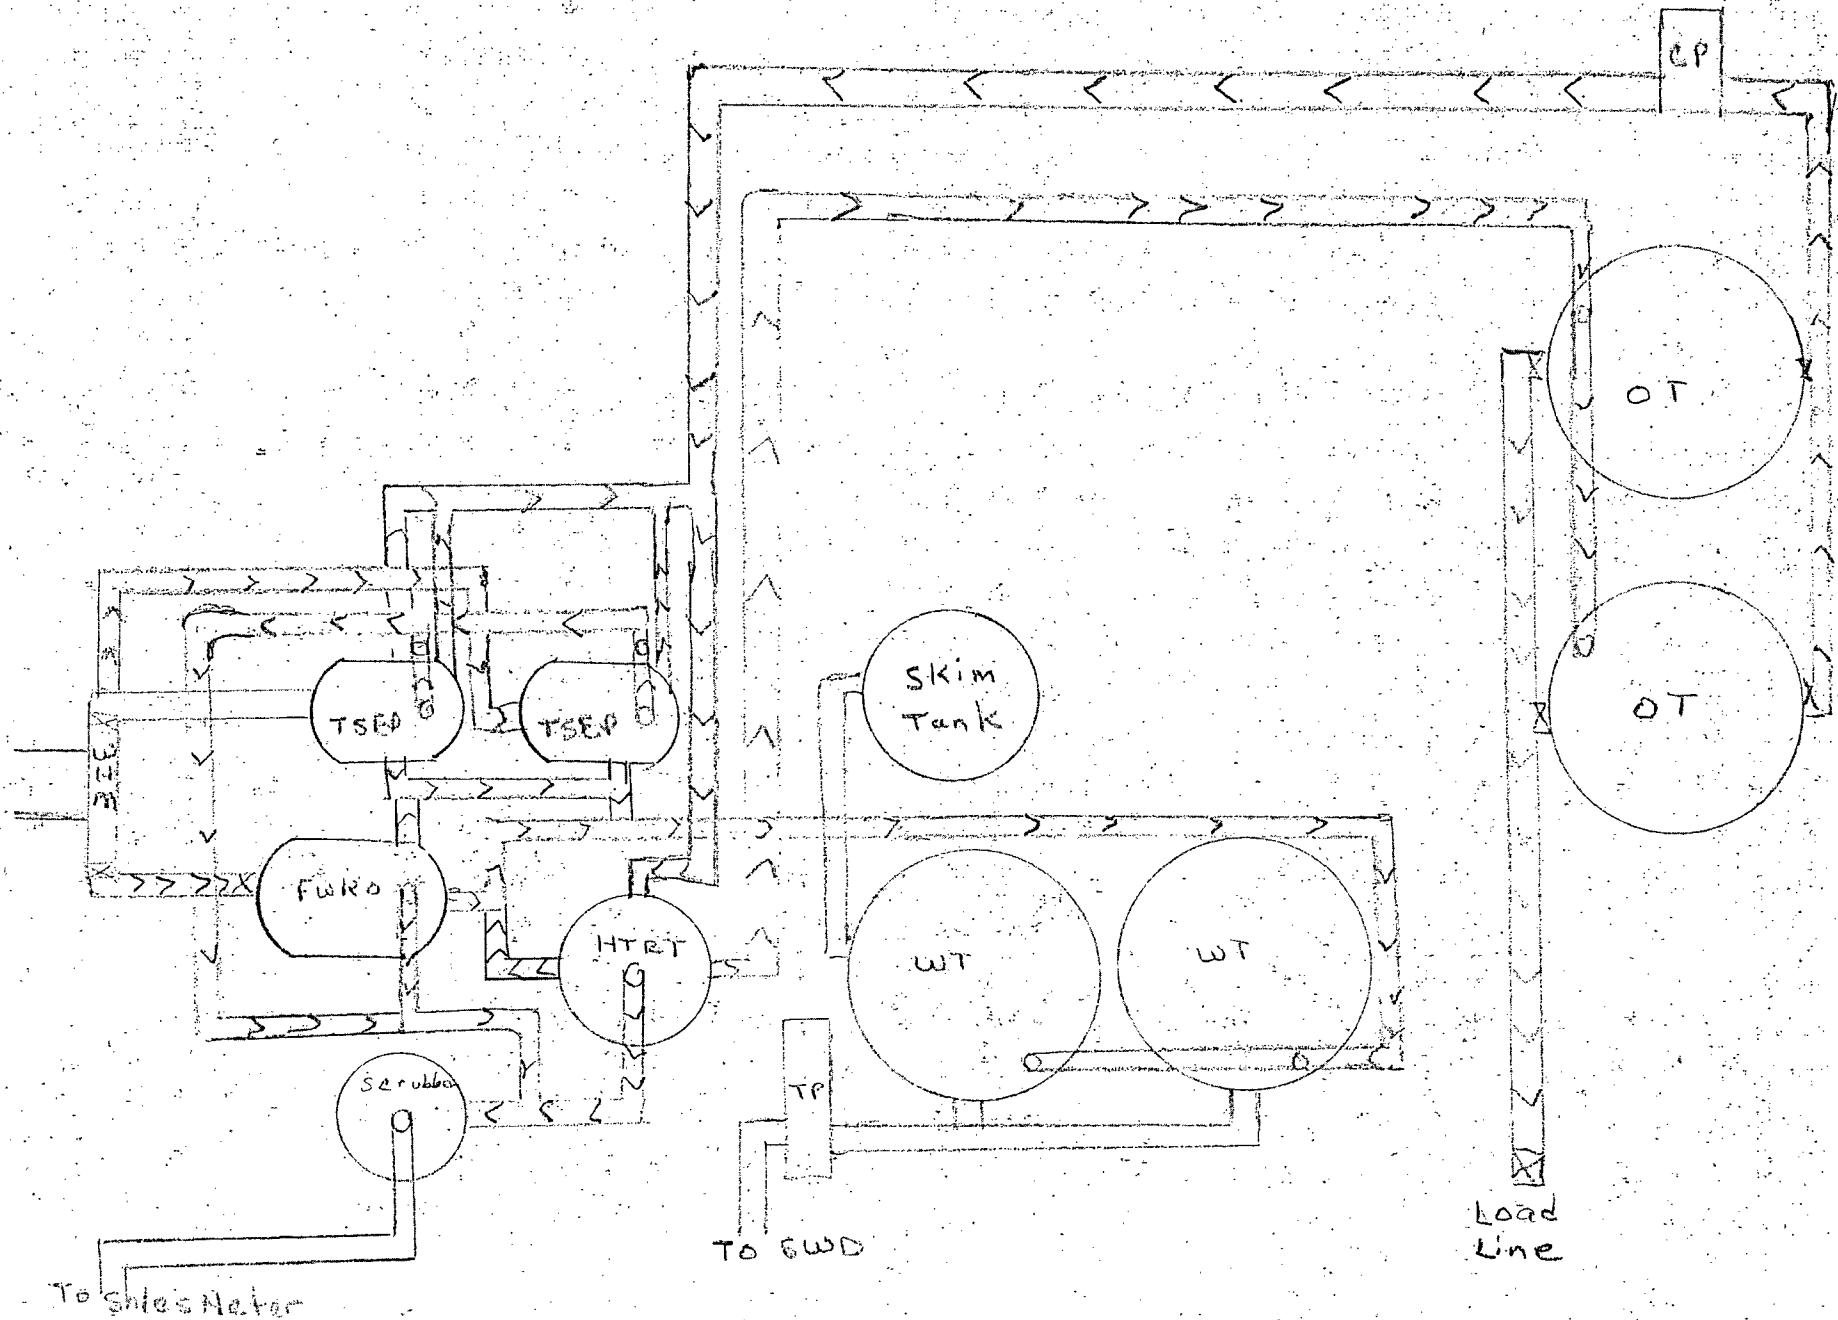 CP
OT
Skim
Tank
OT
TSEP
TSEP
FWKO
HTRT
WT
WT
Scrubber
TP
Load
Line
TO SWD
To Sales Meter